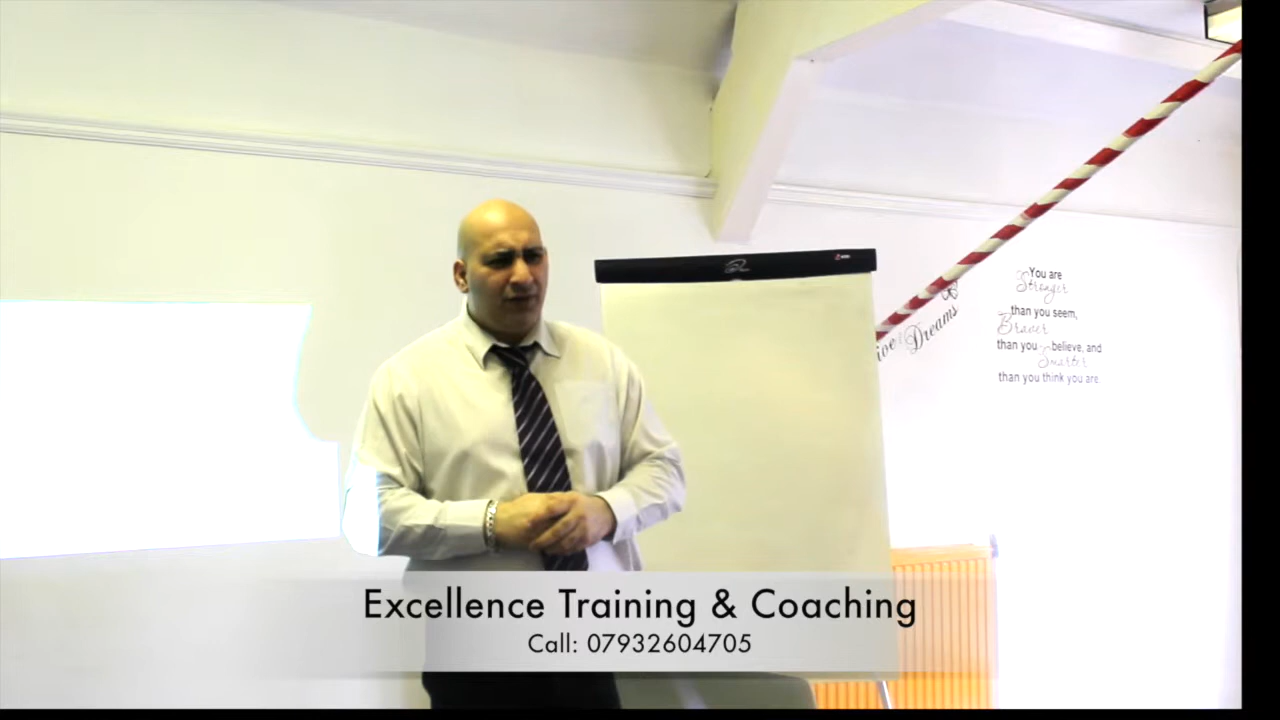 You are
Stronger
than you seem,
Braver
than you believe, and
Smarter
than you think you are
Dreams
Excellence Training & Coaching
Call: 07932604705